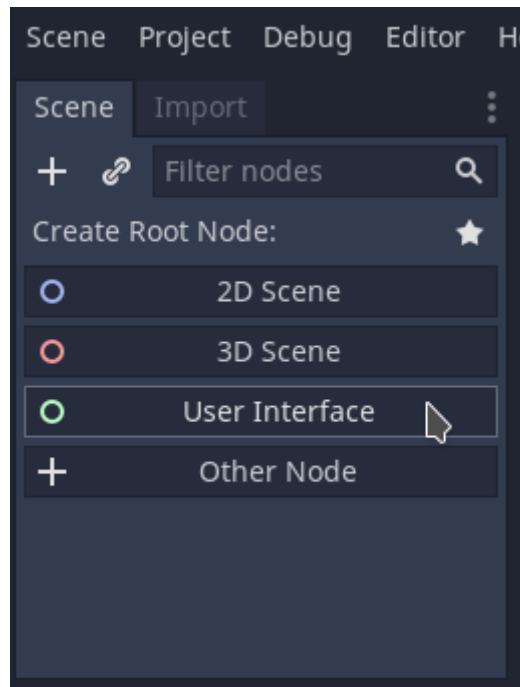 Scene Project Debug Editor
Scene Import
Filter nodes
Create Root Node:
2D Scene
3D Scene
User Interface
Other Node